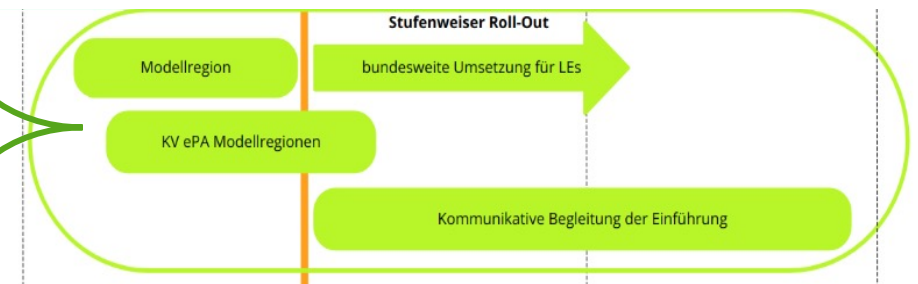 Stufenweiser Roll-Out
Modellregion
bundesweite Umsetzung für LEs
KV ePA Modellregionen
Kommunikative Begleitung der Einführung